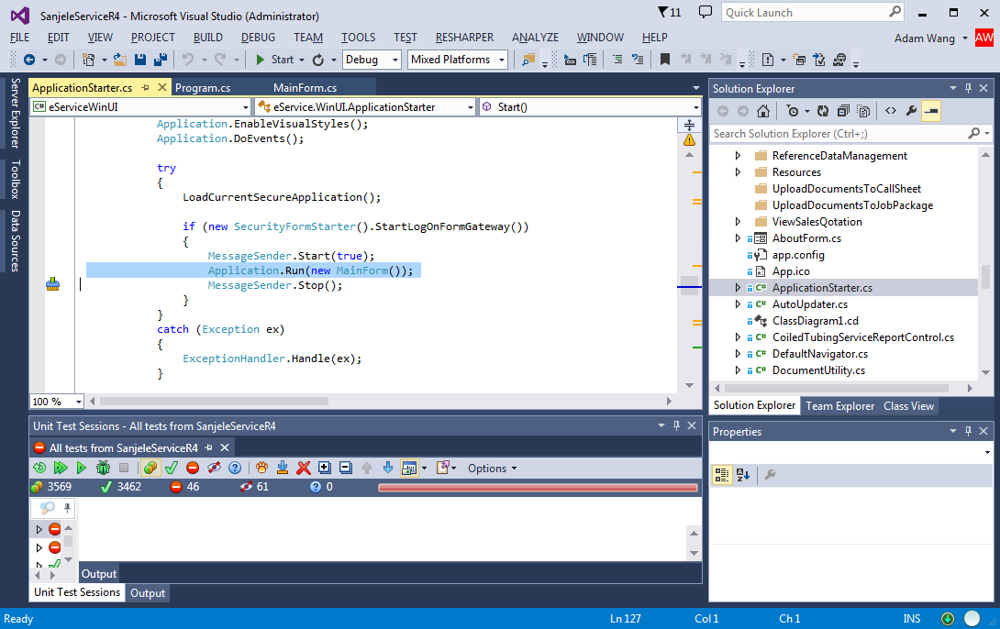 SanjeleServiceR4 - Microsoft Visual Studio (Administrator)
11
Quick Launch
FILE EDIT VIEW PROJECT BUILD DEBUG TEAM TOOLS TEST RESHARPER ANALYZE WINDOW HELP
Adam Wang AW
Start Debug Mixed Platforms
Server Explorer
Toolbox
Data Sources
ApplicationStarter.cs Program.cs MainForm.cs
C# eServiceWinUI eService.WinUI.ApplicationStarter Start()
Application.EnableVisualStyles();
Application.DoEvents();
try
{
LoadCurrentSecureApplication();
if (new SecurityFormStarter().StartLogOnFormGateway())
{
MessageSender.Start(true);
Application.Run(new MainForm());
MessageSender.Stop();
}
}
catch (Exception ex)
{
ExceptionHandler.Handle(ex);
}
100 %
Solution Explorer
Search Solution Explorer (Ctrl+;)
ReferenceDataManagement
Resources
UploadDocumentsToCallSheet
UploadDocumentsToJobPackage
ViewSalesQotation
AboutForm.cs
app.config
App.ico
C# ApplicationStarter.cs
C# AutoUpdater.cs
ClassDiagram1.cd
C# CoiledTubingServiceReportControl.cs
C# DefaultNavigator.cs
C# DocumentUtility.cs
Solution Explorer Team Explorer Class View
Unit Test Sessions - All tests from SanjeleServiceR4
All tests from SanjeleServiceR4
Options
3569 3462 46 61 0
Output
Unit Test Sessions Output
Properties
Ready Ln 127 Col 1 Ch 1 INS